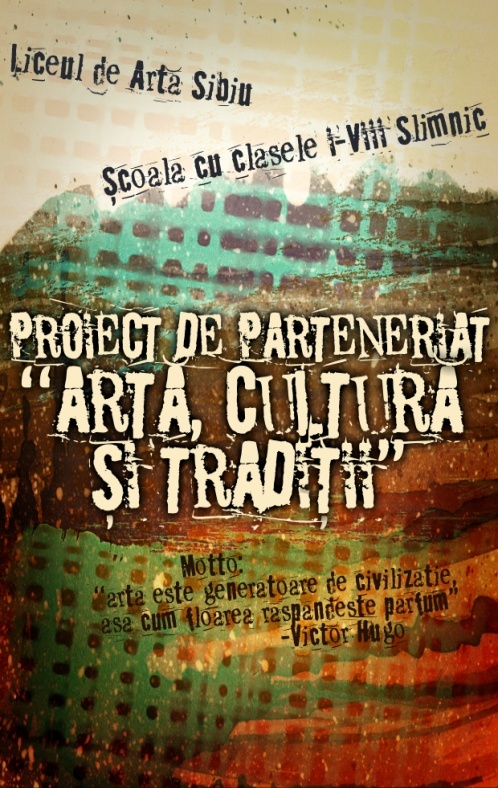 Liceul de Arta Sibiu
Școala cu clasele I-VIII Slimnic
PROIECT DE PARTENERIAT
“ARTĂ, CULTURĂ
ȘI TRADIȚII”
Motto:
“arta este generatoare de civilizatie,
asa cum floarea raspandeste parfum”
-Victor Hugo